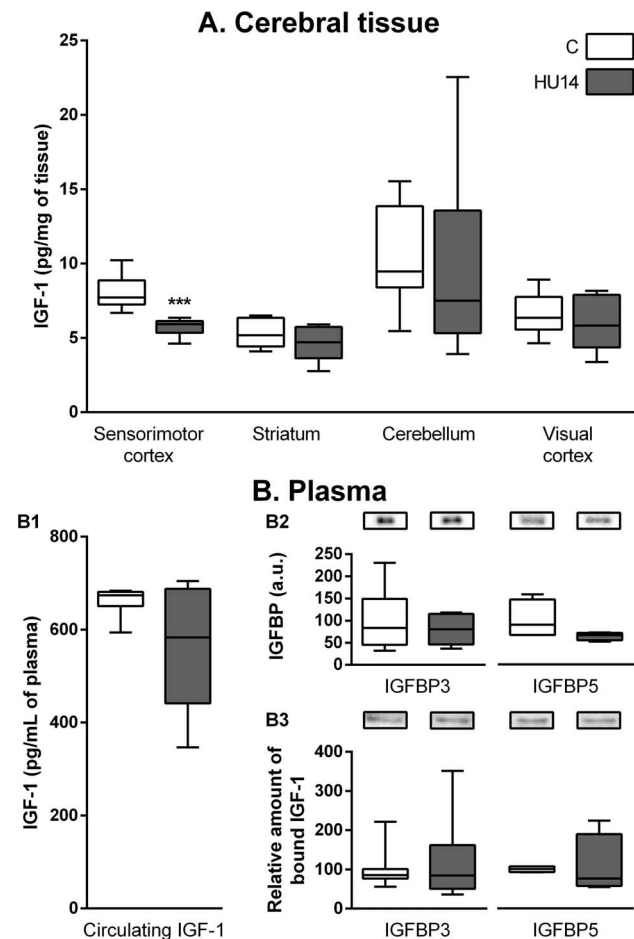 A. Cerebral tissue
25
20
15
10
5
0
IGF-1 (pg/mg of tissue)
C
HU14
***
Sensorimotor
cortex
Striatum
Cerebellum
Visual
cortex
B. Plasma
B1
800
600
400
200
0
IGF-1 (pg/mL of plasma)
Circulating IGF-1
B2
250
200
150
100
50
0
IGFBP (a.u.)
IGFBP3
IGFBP5
B3
400
300
200
100
0
Relative amount of
bound IGF-1
IGFBP3
IGFBP5